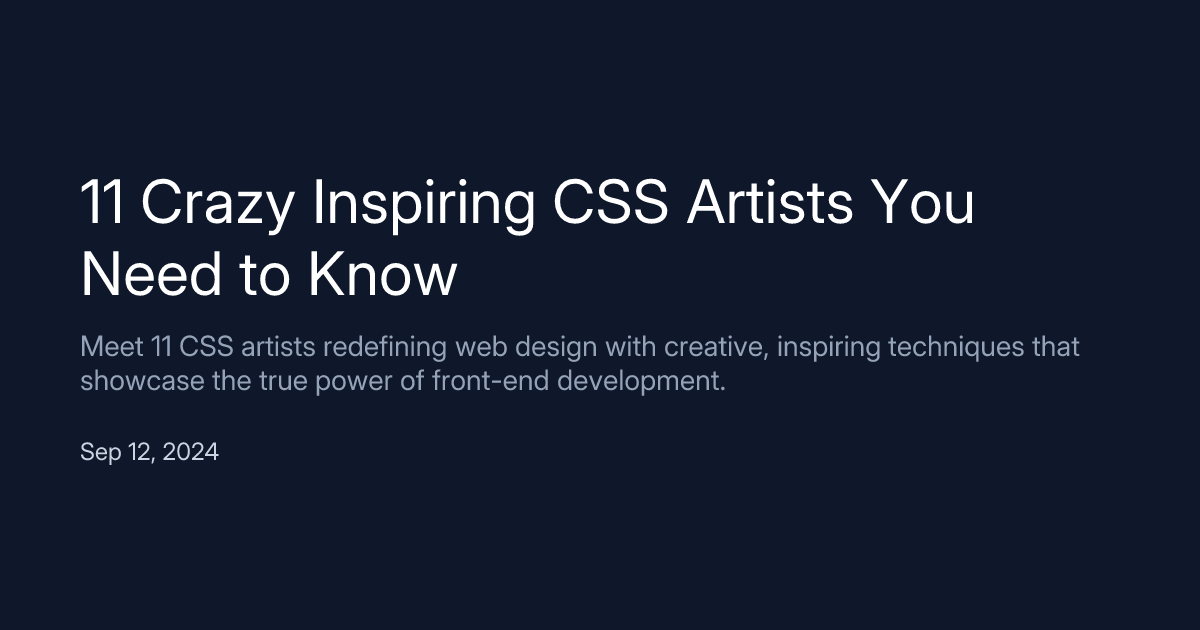 11 Crazy Inspiring CSS Artists You
Need to Know
Meet 11 CSS artists redefining web design with creative, inspiring techniques that
showcase the true power of front-end development.
Sep 12, 2024